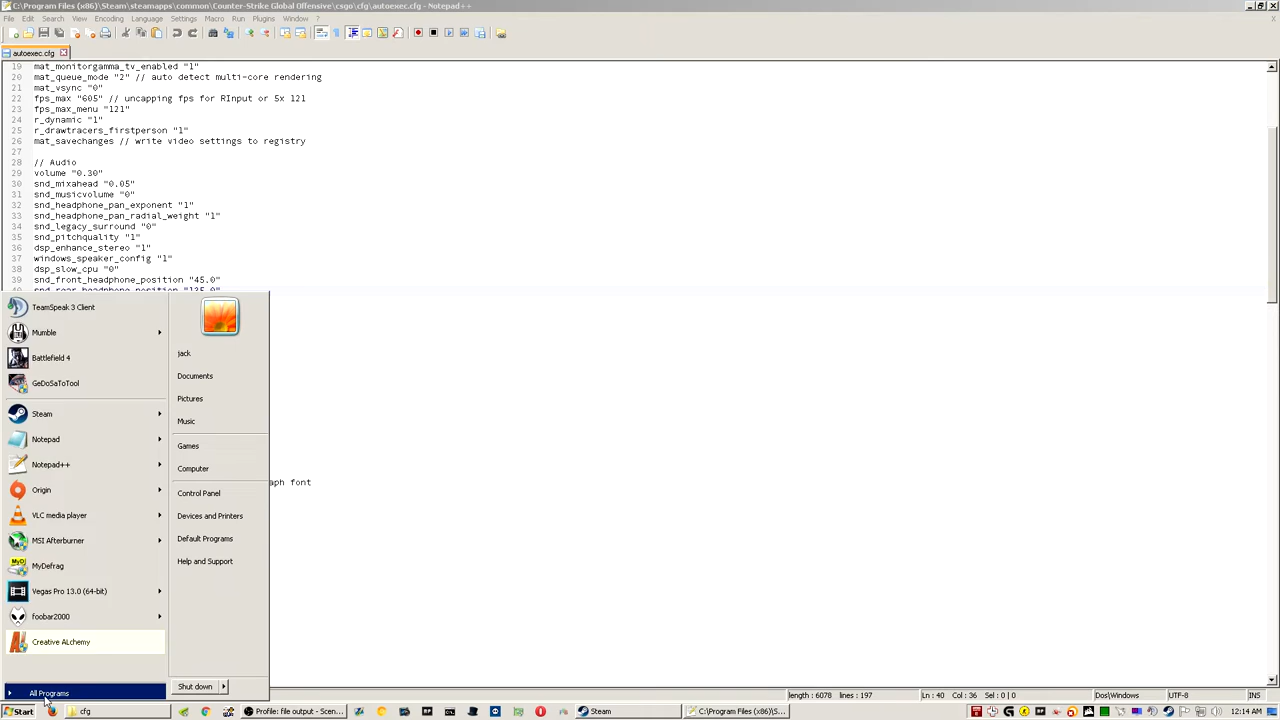 C:\Program Files (x86)\Steam\steamapps\common\Counter-Strike Global Offensive\csgo\cfg\autoexec.cfg - Notepad++
File Edit Search View Encoding Language Settings Macro Run Plugins Window ?
autoexec.cfg
19 mat_monitorgamma_tv_enabled "1"
20 mat_queue_mode "2" // auto detect multi-core rendering
21 mat_vsync "0"
22 fps_max "605" // uncapping fps for RInput or 5x 121
23 fps_max_menu "121"
24 r_dynamic "1"
25 r_drawtracers_firstperson "1"
26 mat_savechanges // write video settings to registry
27
28 // Audio
29 volume "0.30"
30 snd_mixahead "0.05"
31 snd_musicvolume "0"
32 snd_headphone_pan_exponent "1"
33 snd_headphone_pan_radial_weight "1"
34 snd_legacy_surround "0"
35 snd_pitchquality "1"
36 dsp_enhance_stereo "1"
37 windows_speaker_config "1"
38 dsp_slow_cpu "0"
39 snd_front_headphone_position "45.0"
40 snd_rear_headphone_position "135.0"
aph font
TeamSpeak 3 Client
Mumble
Battlefield 4
GeDoSaToTool
Steam
Notepad
Notepad++
Origin
VLC media player
MSI Afterburner
MyDefrag
Vegas Pro 13.0 (64-bit)
foobar2000
Creative ALchemy
All Programs
jack
Documents
Pictures
Music
Games
Computer
Control Panel
Devices and Printers
Default Programs
Help and Support
Shut down
length : 6078 lines : 197 Ln : 40 Col : 36 Sel : 0 | 0 Dos\Windows UTF-8 INS
Start cfg Profile: file output - Scen... Steam C:\Program Files (x86)\S... 12:14 AM